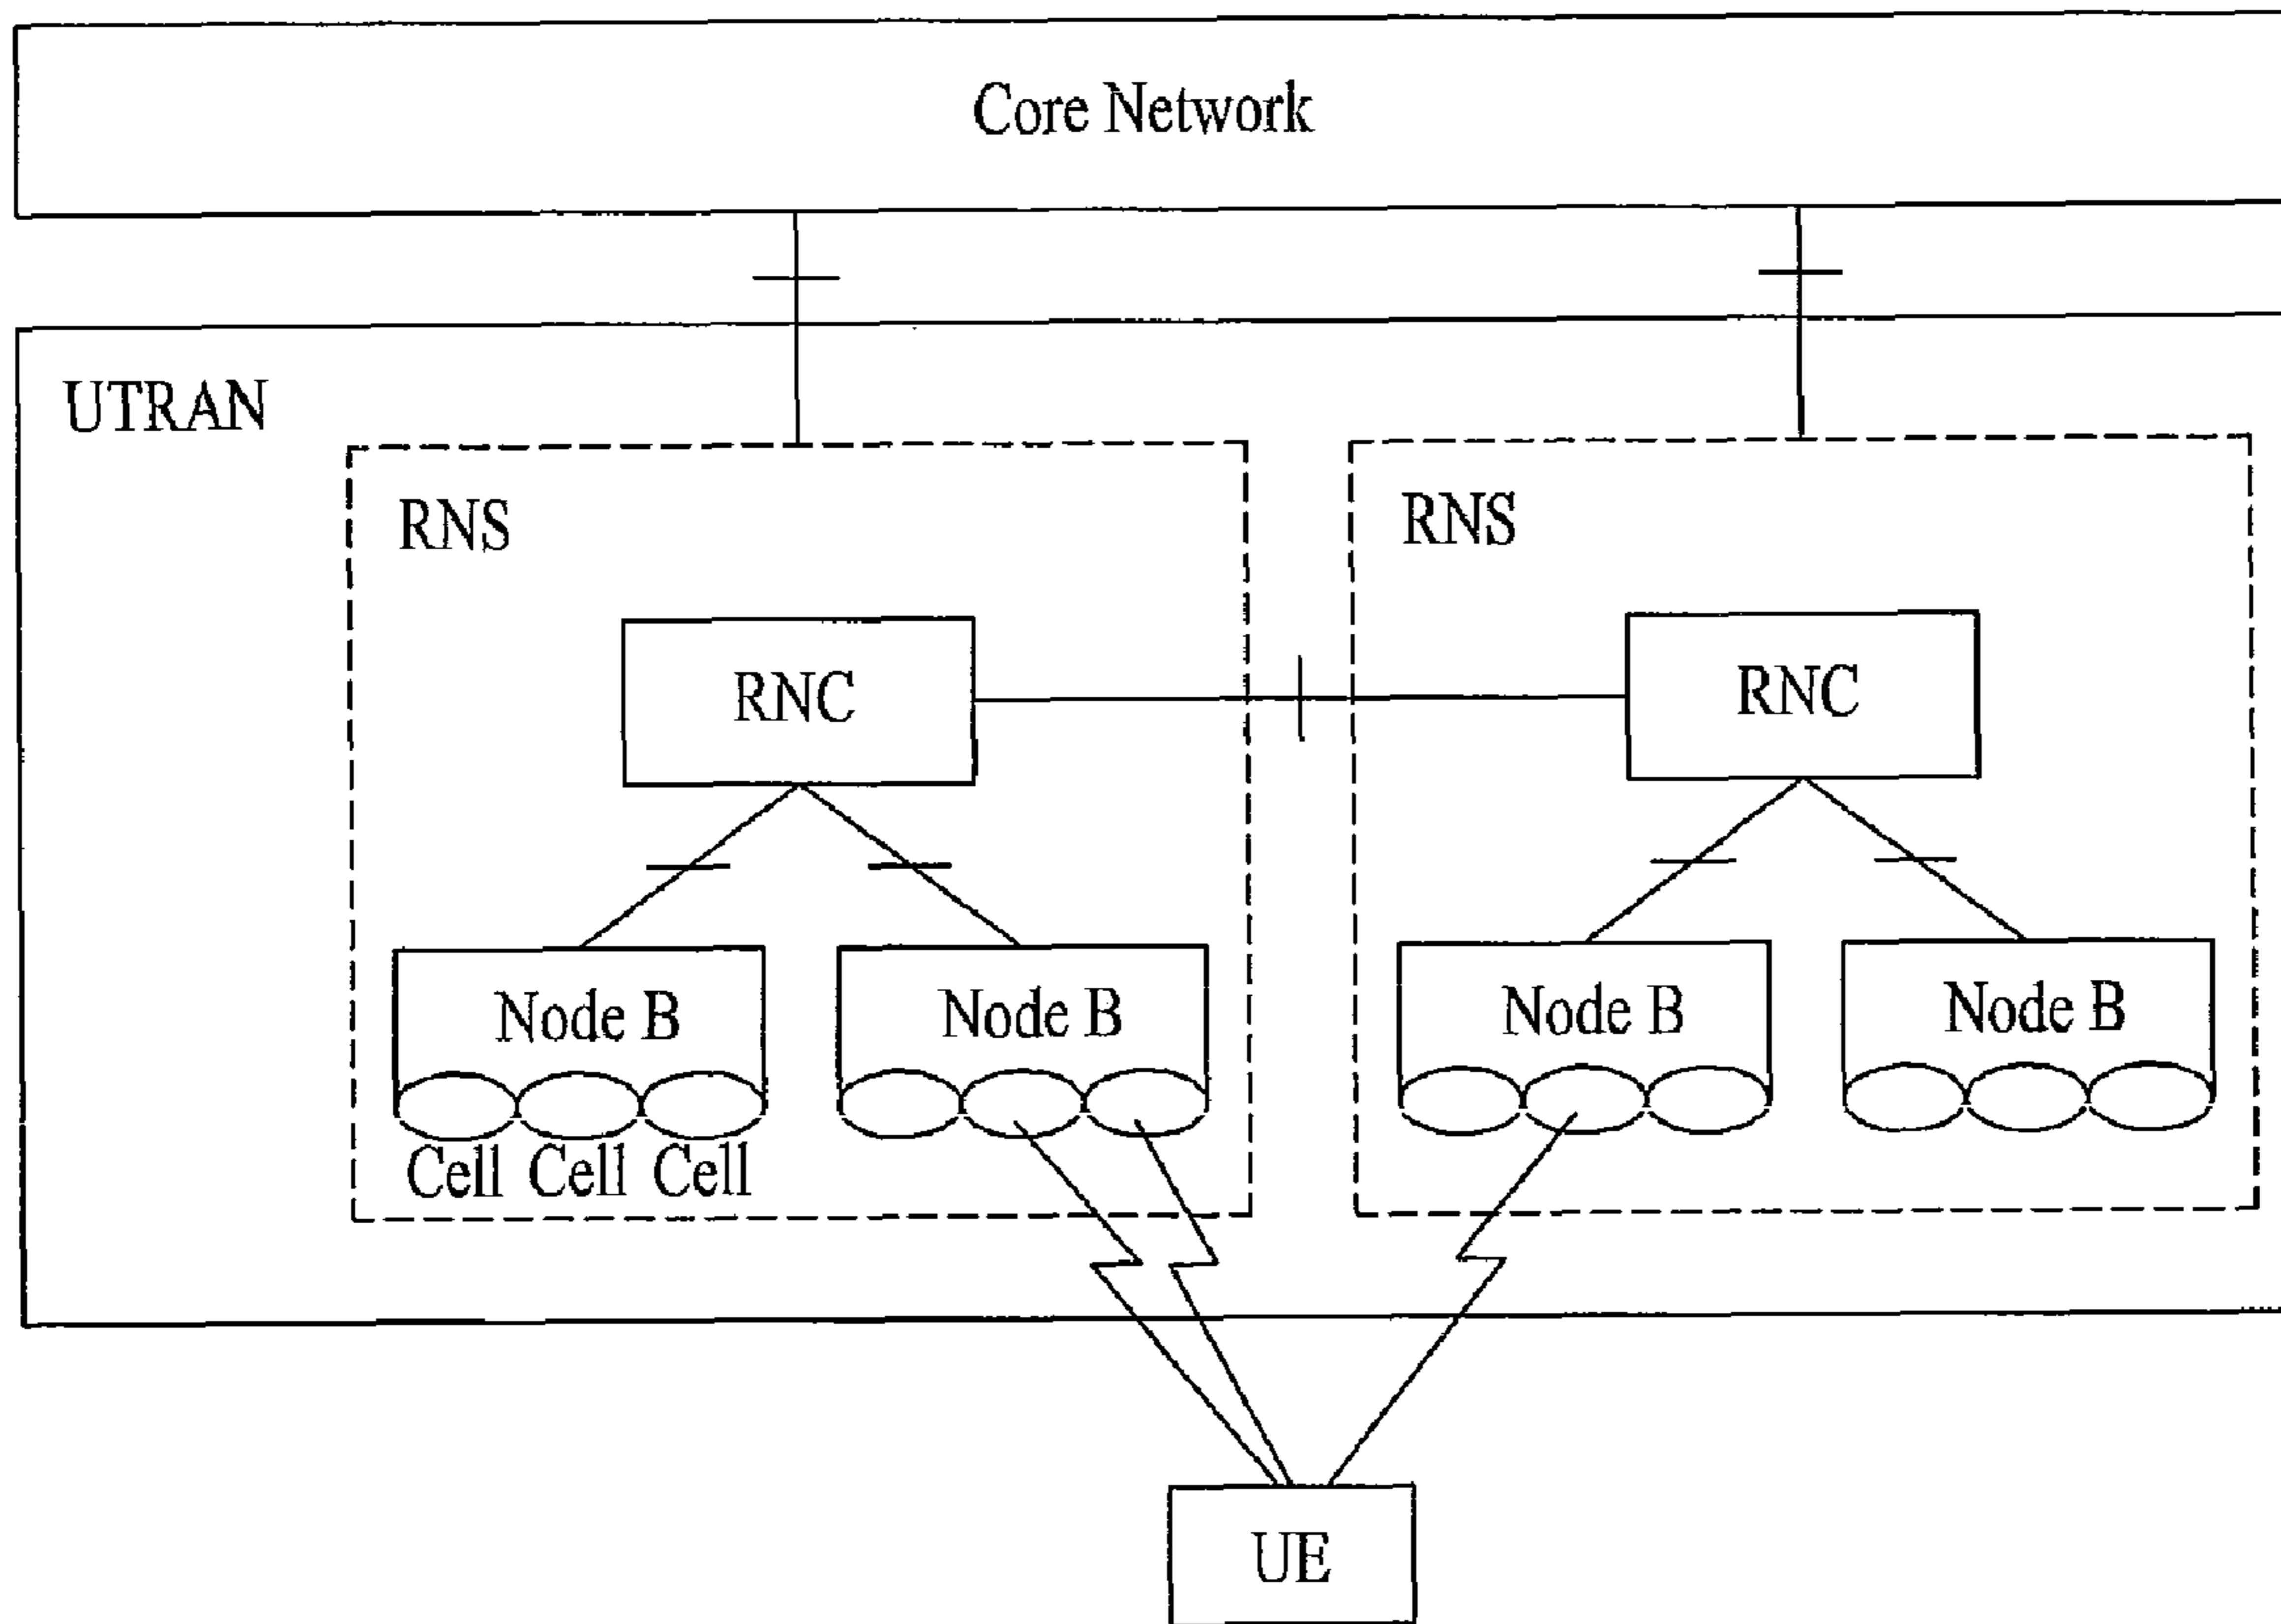 Core Network
UTRAN
RNS
RNS
RNC
RNC
Node B
Node B
Node B
Node B
Cell Cell Cell
UE